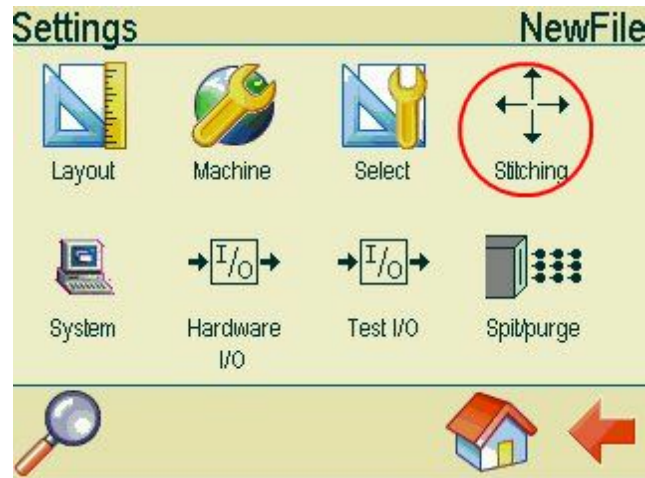 Settings NewFile
Layout Machine Select Stitching
I/O I/O
System Hardware I/O Test I/O Spit/purge